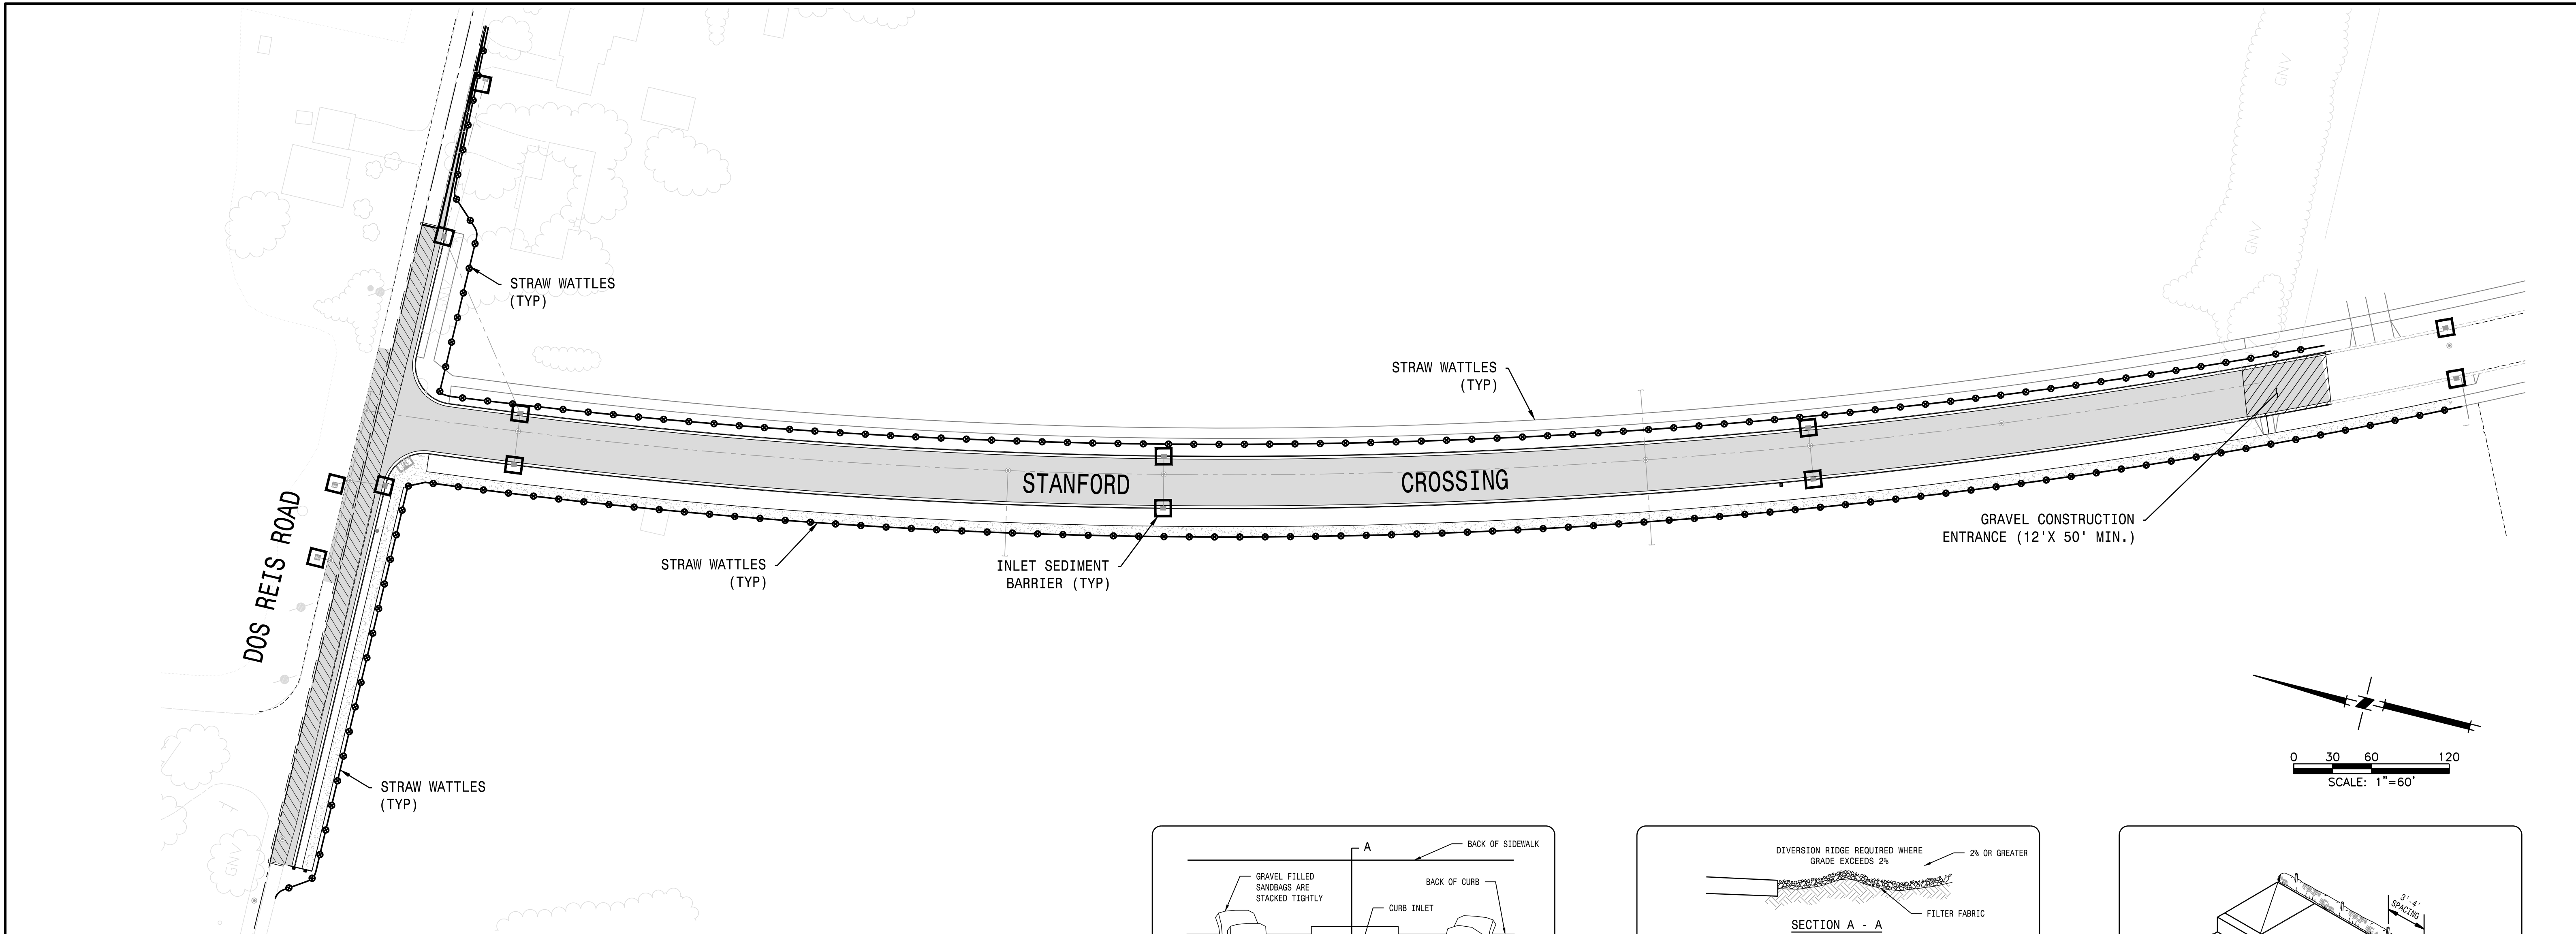 GNV
GNV
STRAW WATTLES
(TYP)
STRAW WATTLES
(TYP)
STANFORD CROSSING
DOS REIS ROAD
GRAVEL CONSTRUCTION
ENTRANCE (12'X 50' MIN.)
STRAW WATTLES
(TYP)
INLET SEDIMENT
BARRIER (TYP)
STRAW WATTLES
(TYP)
GNV
0 30 60 120
SCALE: 1"=60'
A
BACK OF SIDEWALK
GRAVEL FILLED
SANDBAGS ARE
STACKED TIGHTLY
BACK OF CURB
CURB INLET
DIVERSION RIDGE REQUIRED WHERE
GRADE EXCEEDS 2%
2% OR GREATER
FILTER FABRIC
SECTION A - A
3'-4'
SPACING